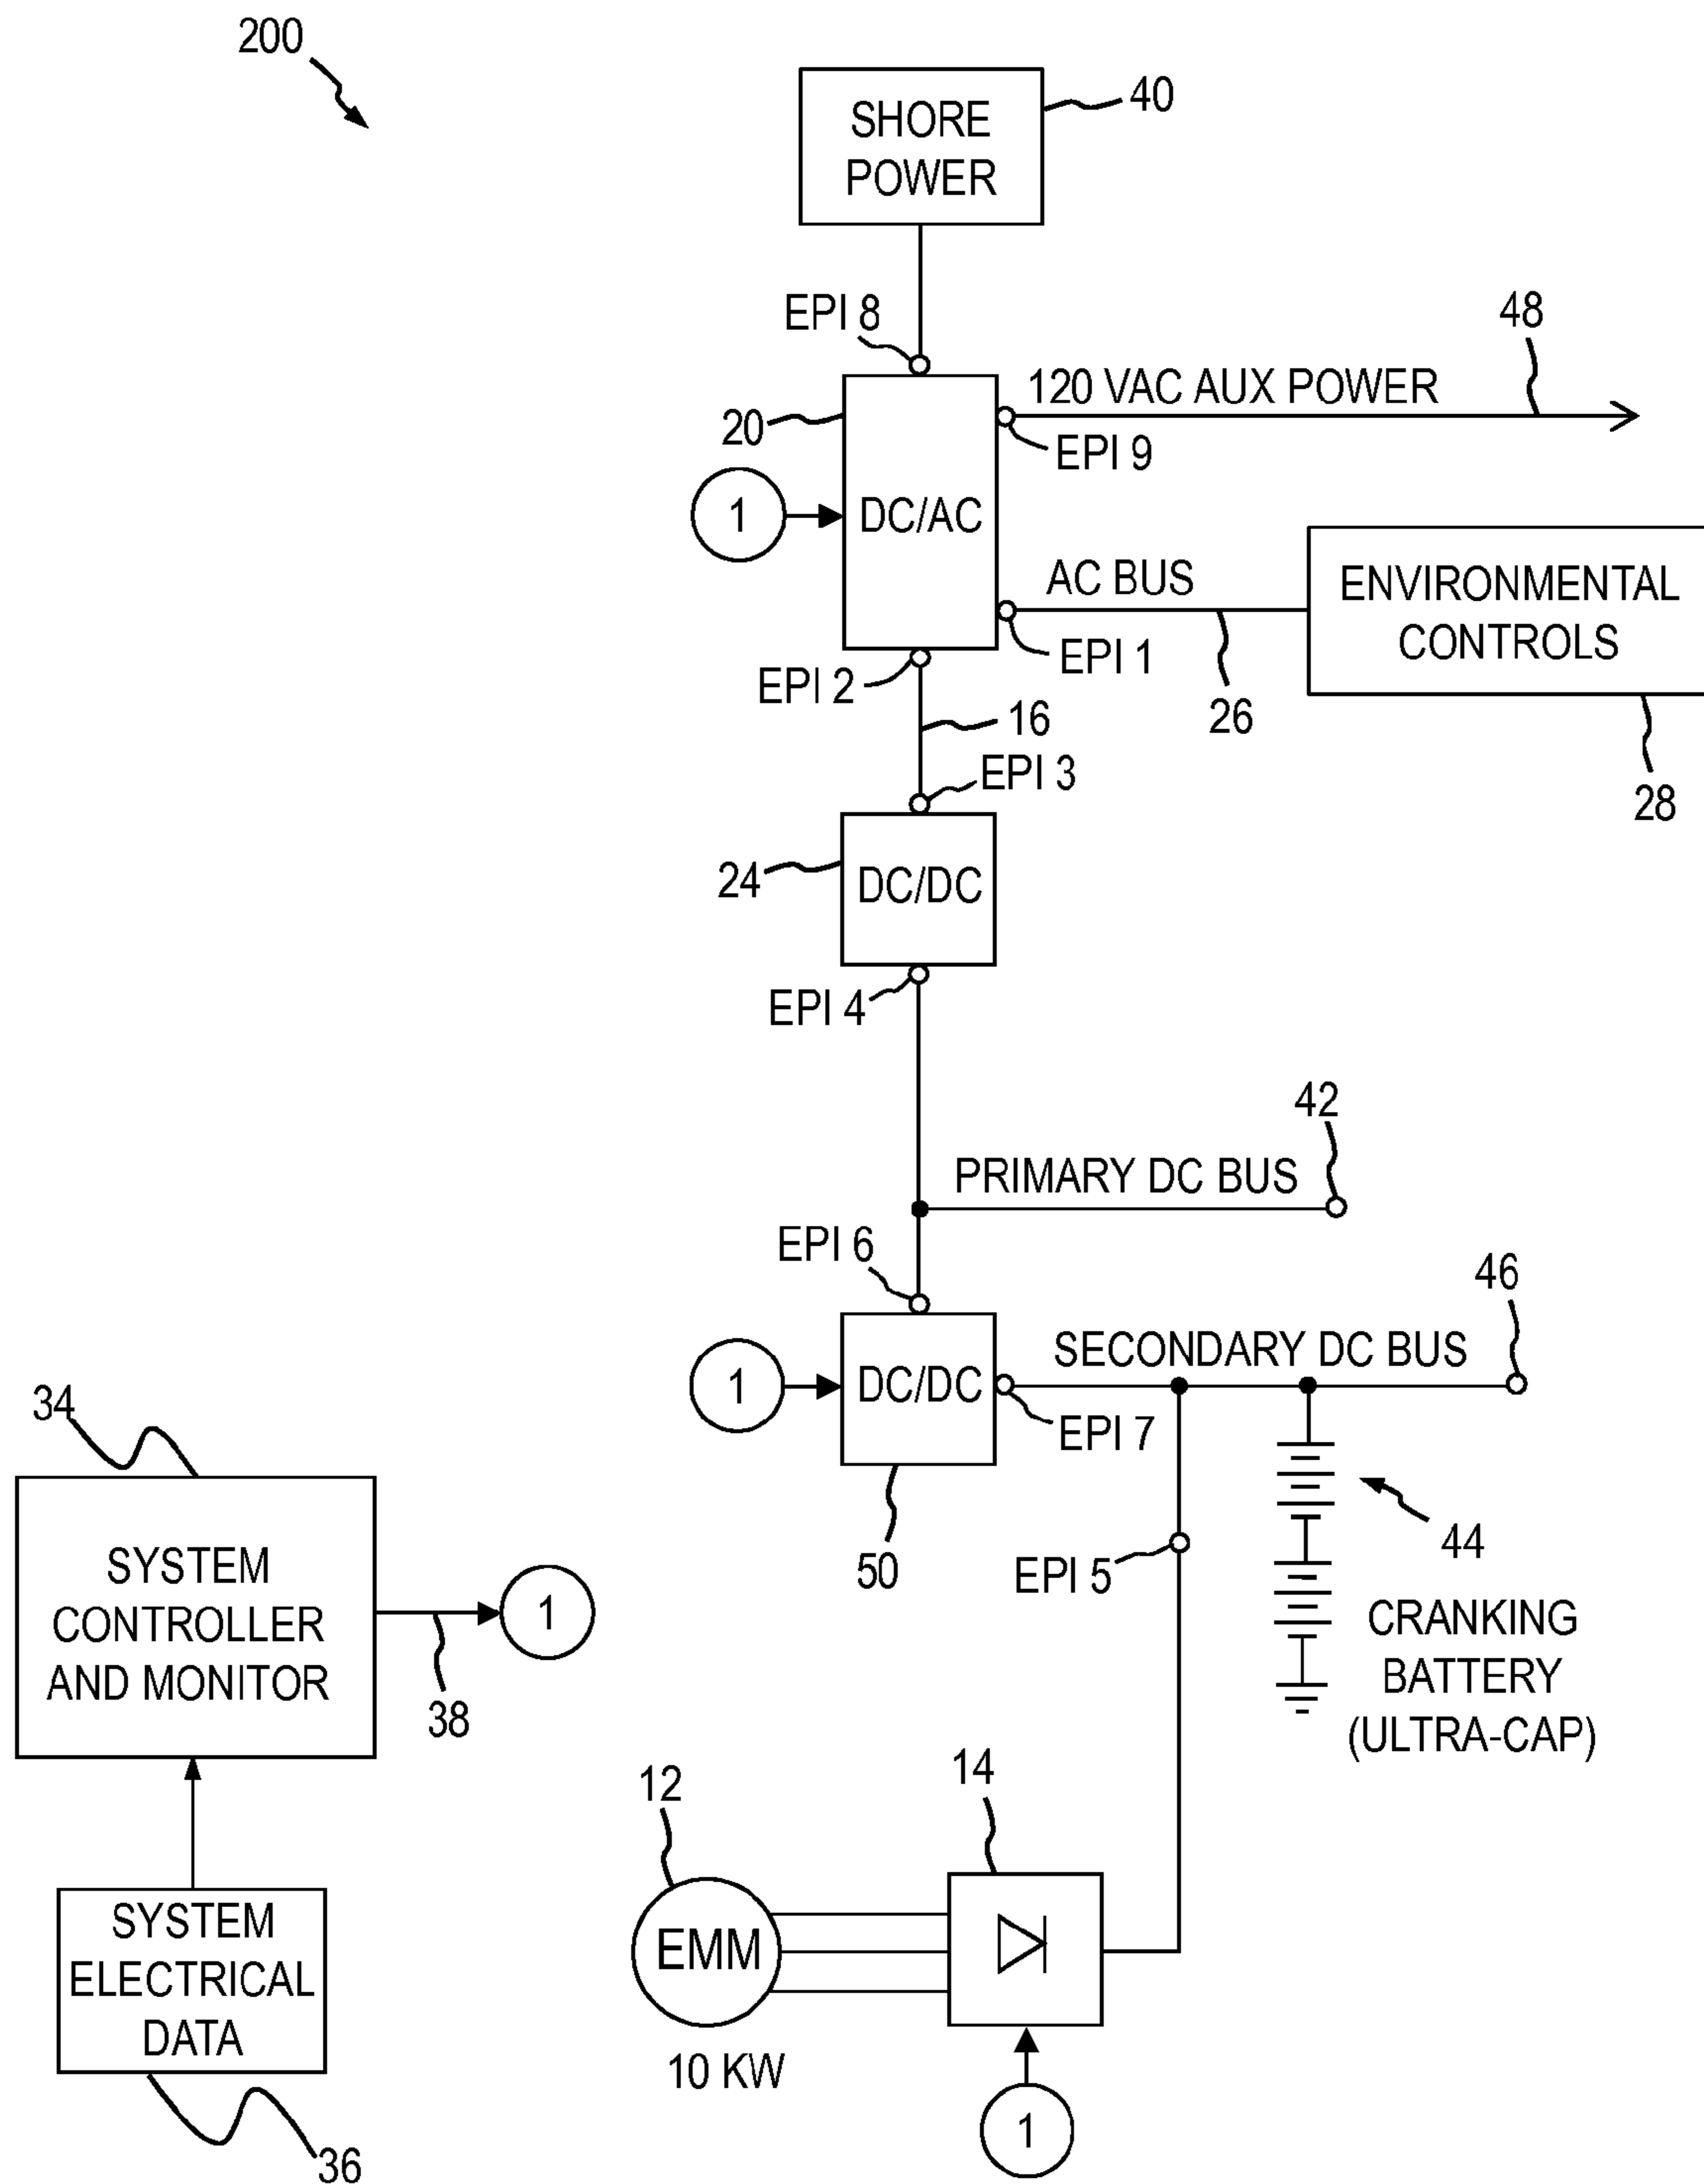 200
SHORE
POWER
40
EPI 8
48
120 VAC AUX POWER
20
EPI 9
1
DC/AC
AC BUS
ENVIRONMENTAL
CONTROLS
EPI 1
EPI 2
26
16
EPI 3
28
24
DC/DC
EPI 4
42
PRIMARY DC BUS
EPI 6
46
SECONDARY DC BUS
1
DC/DC
EPI 7
34
50
EPI 5
44
SYSTEM
CONTROLLER
AND MONITOR
1
38
CRANKING
BATTERY
(ULTRA-CAP)
12
14
SYSTEM
ELECTRICAL
DATA
EMM
10 KW
1
36